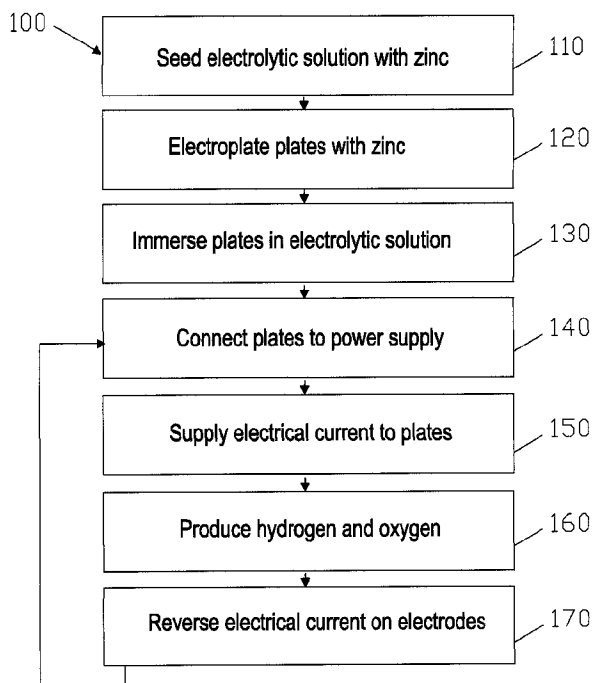 100
Seed electrolytic solution with zinc
110
Electroplate plates with zinc
120
Immerse plates in electrolytic solution
130
Connect plates to power supply
140
Supply electrical current to plates
150
Produce hydrogen and oxygen
160
Reverse electrical current on electrodes
170